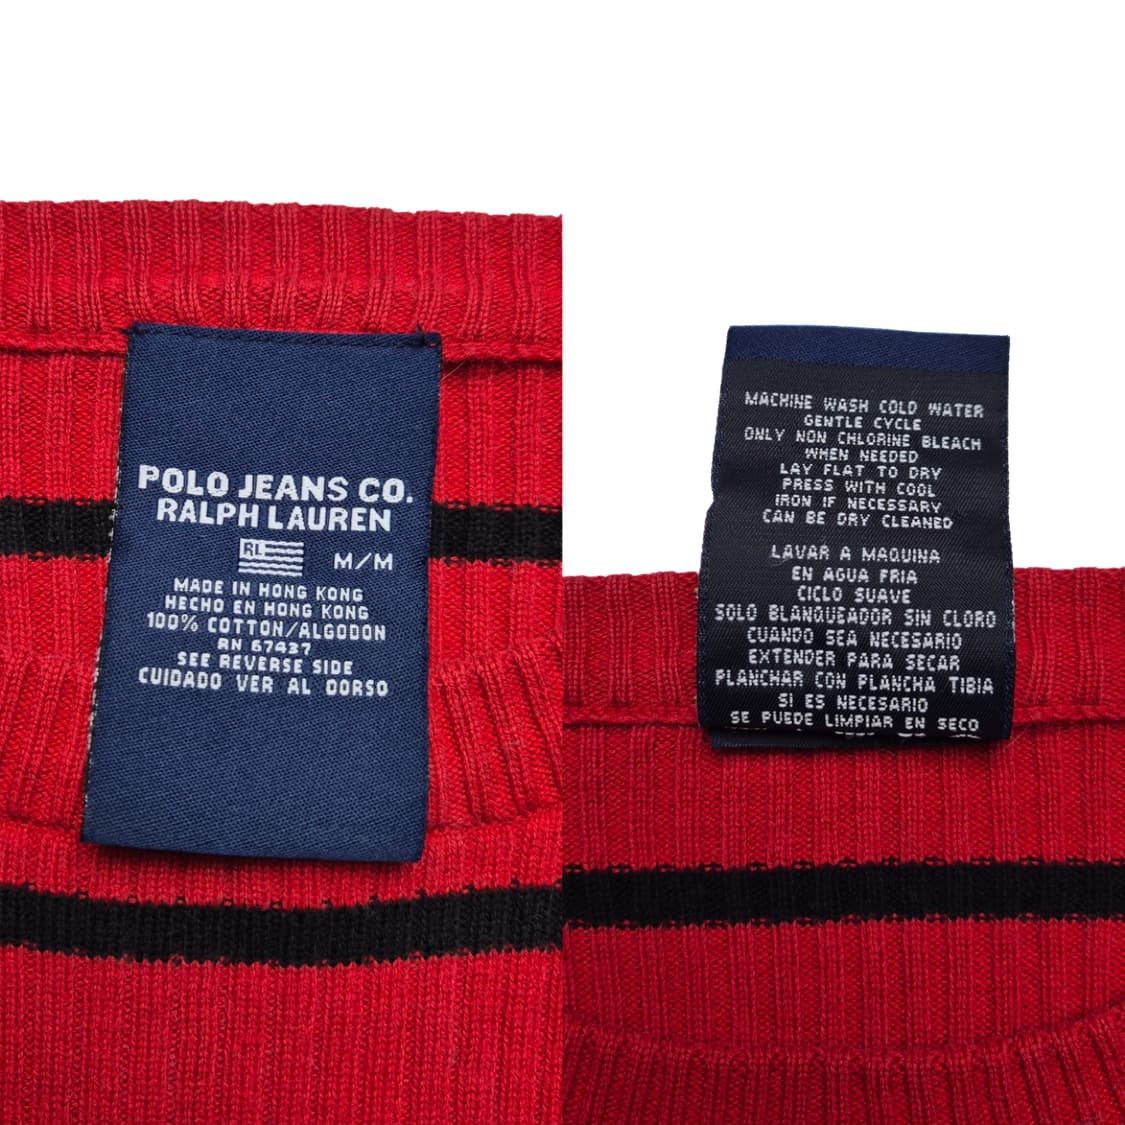 POLO JEANS CO.
RALPH LAUREN
RL
M/M
MADE IN HONG KONG
HECHO EN HONG KONG
100% COTTON/ALGODON
RN 67437
SEE REVERSE SIDE
CUIDADO VER AL DORSO
MACHINE WASH COLD WATER
GENTLE CYCLE
ONLY NON CHLORINE BLEACH
WHEN NEEDED
LAY FLAT TO DRY
PRESS WITH COOL
IRON IF NECESSARY
CAN BE DRY CLEANED
LAVAR A MAQUINA
EN AGUA FRIA
CICLO SUAVE
SOLO BLANQUEADOR SIN CLORO
CUANDO SEA NECESARIO
EXTENDER PARA SECAR
PLANCHAR CON PLANCHA TIBIA
SI ES NECESARIO
SE PUEDE LIMPIAR EN SECO